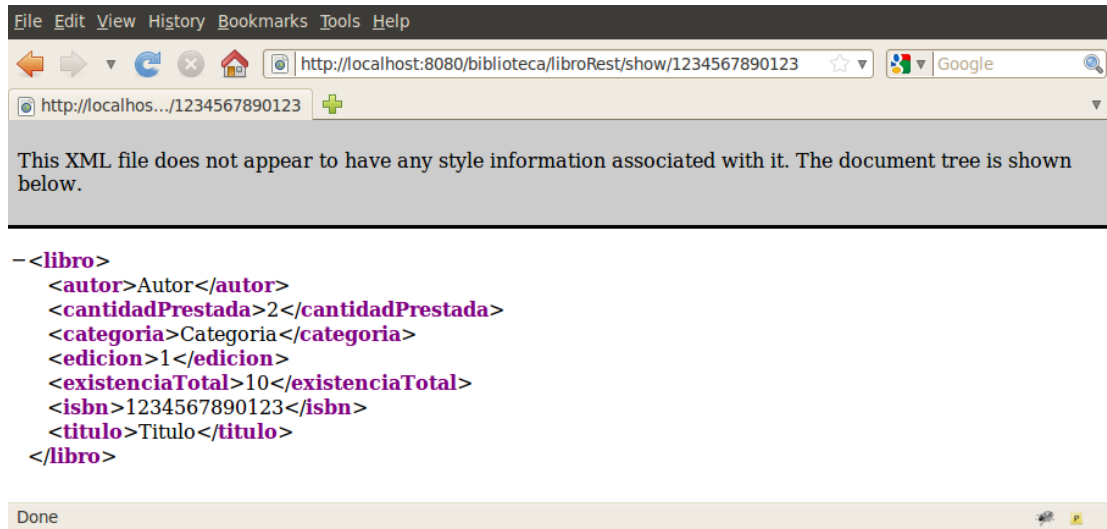 File Edit View History Bookmarks Tools Help
http://localhost:8080/biblioteca/libroRest/show/1234567890123 Google
http://localhos.../1234567890123
This XML file does not appear to have any style information associated with it. The document tree is shown
below.
−<libro>
<autor>Autor</autor>
<cantidadPrestada>2</cantidadPrestada>
<categoria>Categoria</categoria>
<edicion>1</edicion>
<existenciaTotal>10</existenciaTotal>
<isbn>1234567890123</isbn>
<titulo>Titulo</titulo>
</libro>
Done